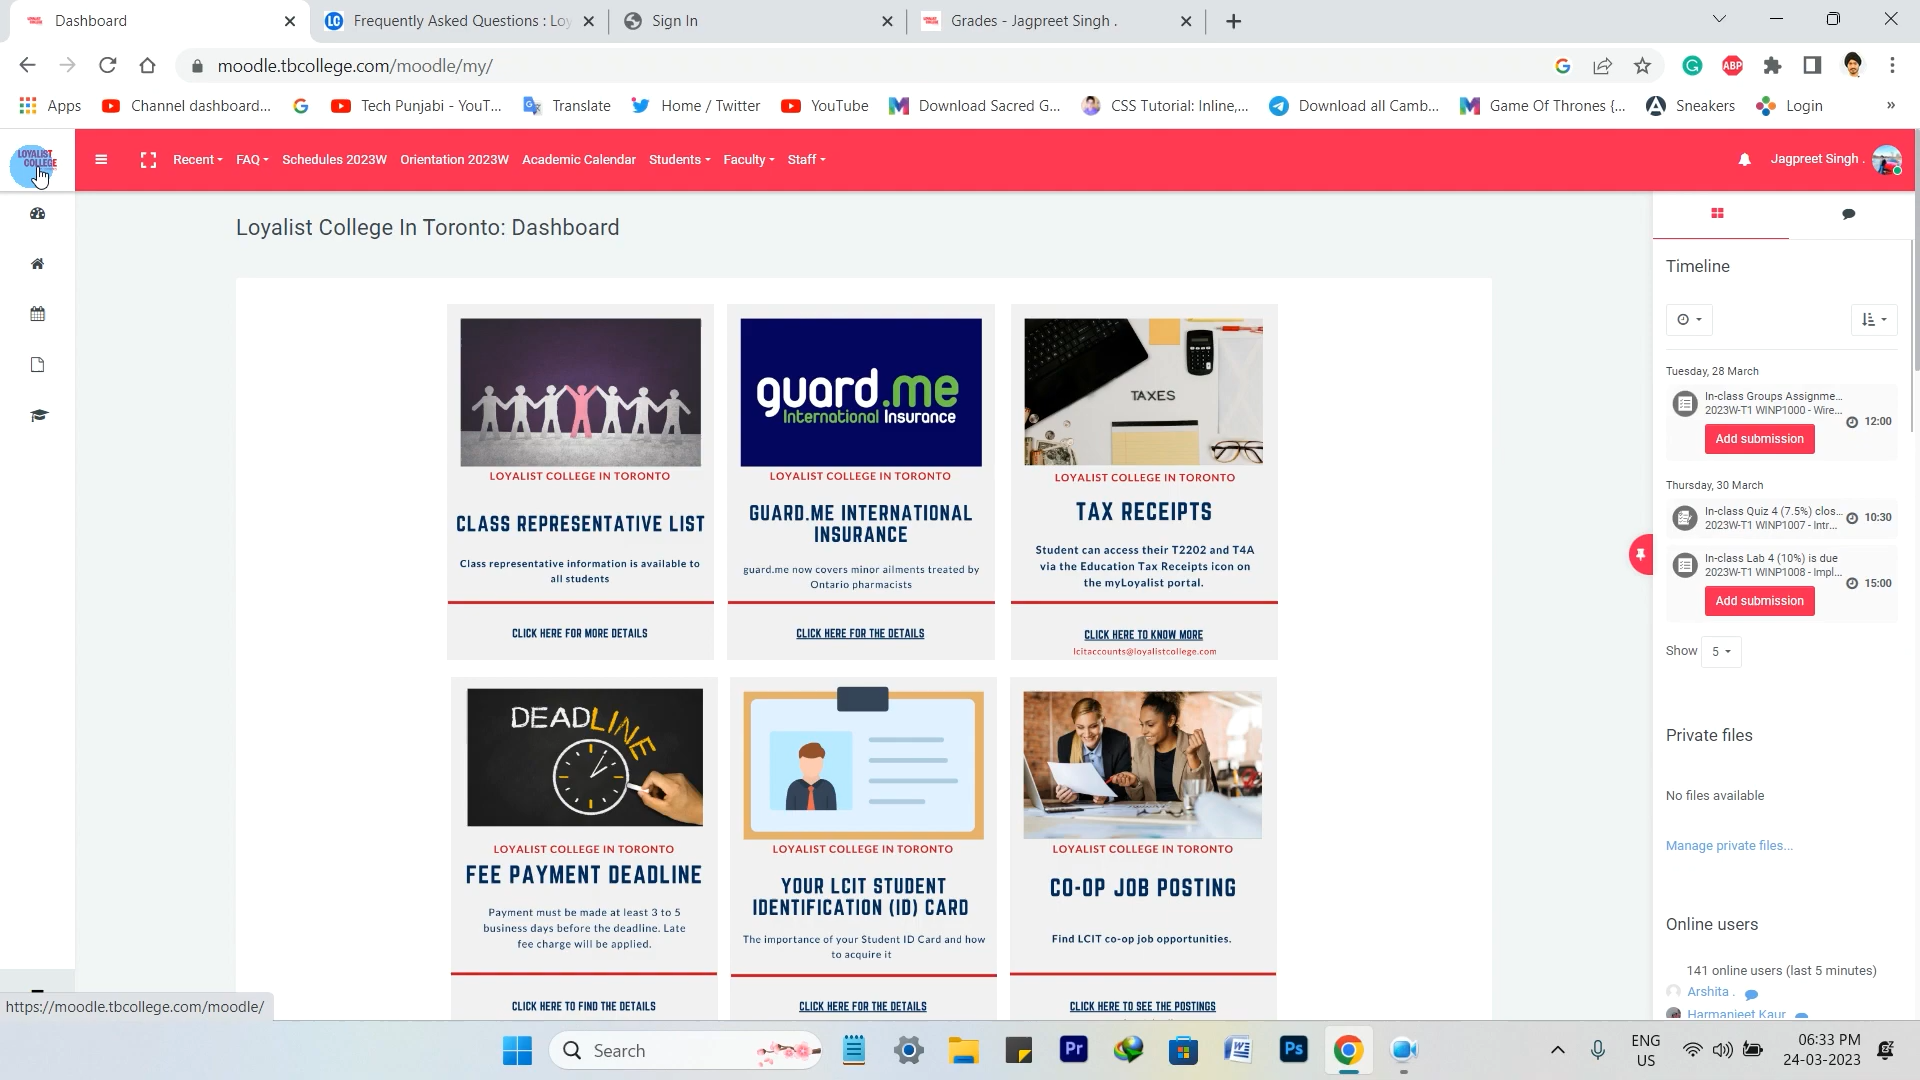 Dashboard
Frequently Asked Questions : Loy
Sign In
Grades - Jagpreet Singh .
moodle.tbcollege.com/moodle/my/
Apps
Channel dashboard...
Tech Punjabi - YouT...
Translate
Home / Twitter
YouTube
Download Sacred G...
CSS Tutorial: Inline,...
Download all Camb...
Game Of Thrones {...
Sneakers
Login
»
LOYALIST
COLLEGE
Recent
FAQ
Schedules 2023W
Orientation 2023W
Academic Calendar
Students
Faculty
Staff
Jagpreet Singh .
Loyalist College In Toronto: Dashboard
LOYALIST COLLEGE IN TORONTO
CLASS REPRESENTATIVE LIST
Class representative information is available to
all students
CLICK HERE FOR MORE DETAILS
guard.me
International Insurance
LOYALIST COLLEGE IN TORONTO
GUARD.ME INTERNATIONAL
INSURANCE
guard.me now covers minor ailments treated by
Ontario pharmacists
CLICK HERE FOR THE DETAILS
TAXES
LOYALIST COLLEGE IN TORONTO
TAX RECEIPTS
Student can access their T2202 and T4A
via the Education Tax Receipts icon on
the myLoyalist portal.
CLICK HERE TO KNOW MORE
lcitaccounts@loyalistcollege.com
DEADLINE
LOYALIST COLLEGE IN TORONTO
FEE PAYMENT DEADLINE
Payment must be made at least 3 to 5
business days before the deadline. Late
fee charge will be applied.
CLICK HERE TO FIND THE DETAILS
LOYALIST COLLEGE IN TORONTO
YOUR LCIT STUDENT
IDENTIFICATION (ID) CARD
The importance of your Student ID Card and how
to acquire it
CLICK HERE FOR THE DETAILS
LOYALIST COLLEGE IN TORONTO
CO-OP JOB POSTING
Find LCIT co-op job opportunities.
CLICK HERE TO SEE THE POSTINGS
Timeline
Tuesday, 28 March
In-class Groups Assignme...
2023W-T1 WINP1000 - Wire...
12:00
Add submission
Thursday, 30 March
In-class Quiz 4 (7.5%) clos...
2023W-T1 WINP1007 - Intr...
10:30
In-class Lab 4 (10%) is due
2023W-T1 WINP1008 - Impl...
15:00
Add submission
Show 5
Private files
No files available
Manage private files...
Online users
141 online users (last 5 minutes)
Arshita .
Harmanjeet Kaur
https://moodle.tbcollege.com/moodle/
Search
Pr
W
Ps
ENG
US
06:33 PM
24-03-2023